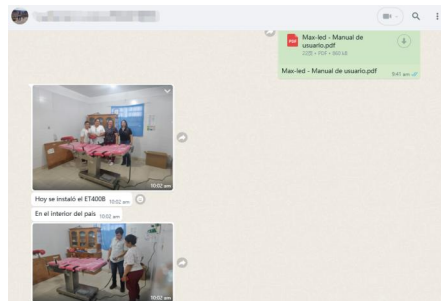 Max-led - Manual de
usuario.pdf
PDF
Max-led - Manual de usuario.pdf
9:41 am
10:02 am
Hoy se instaló el ET400B
10:02 am
En el interior del país
10:02 am
10:02 am